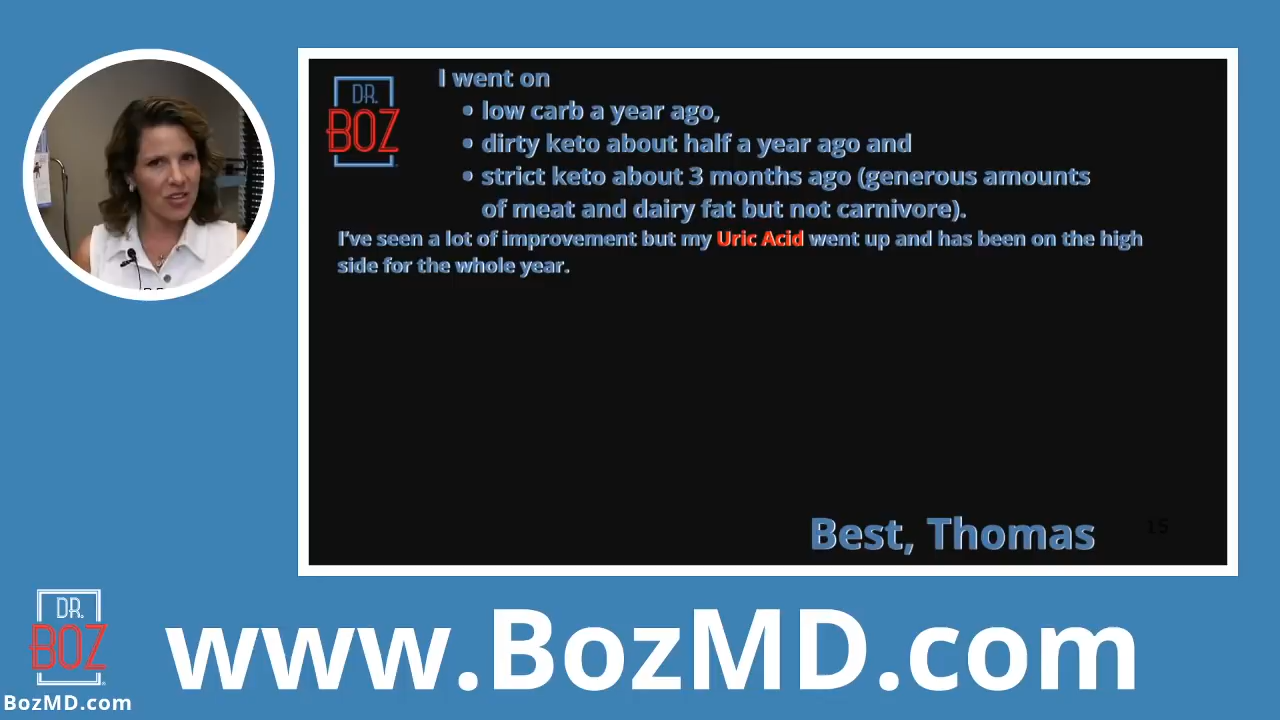 DR.
BOZ
I went on
• low carb a year ago,
• dirty keto about half a year ago and
• strict keto about 3 months ago (generous amounts
of meat and dairy fat but not carnivore).
I've seen a lot of improvement but my Uric Acid went up and has been on the high
side for the whole year.
Best, Thomas
15
DR.
BOZ
www.BozMD.com
BozMD.com